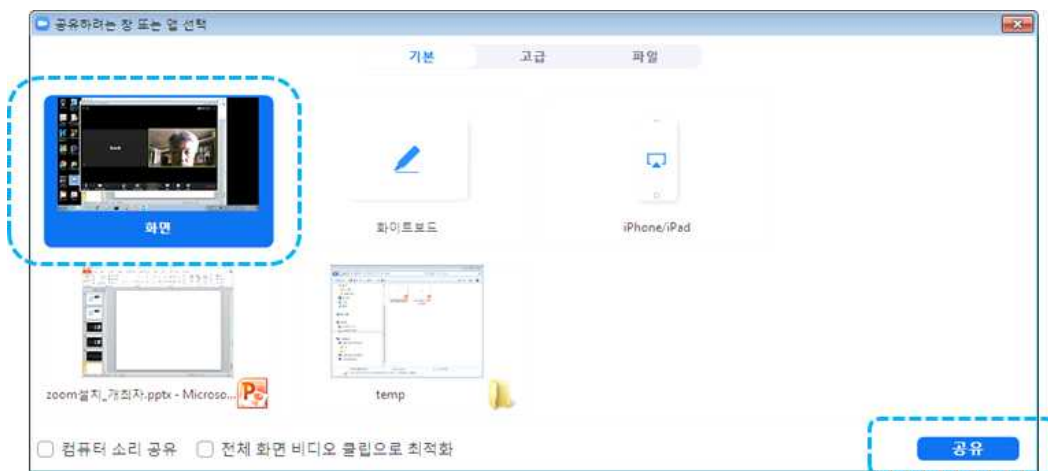 공유하려는 창 또는 앱 선택
기본 고급 파일
화면 화이트보드 iPhone/iPad
zoom설치_개최자.pptx - Microso... temp
컴퓨터 소리 공유 전체 화면 비디오 클립으로 최적화 공유